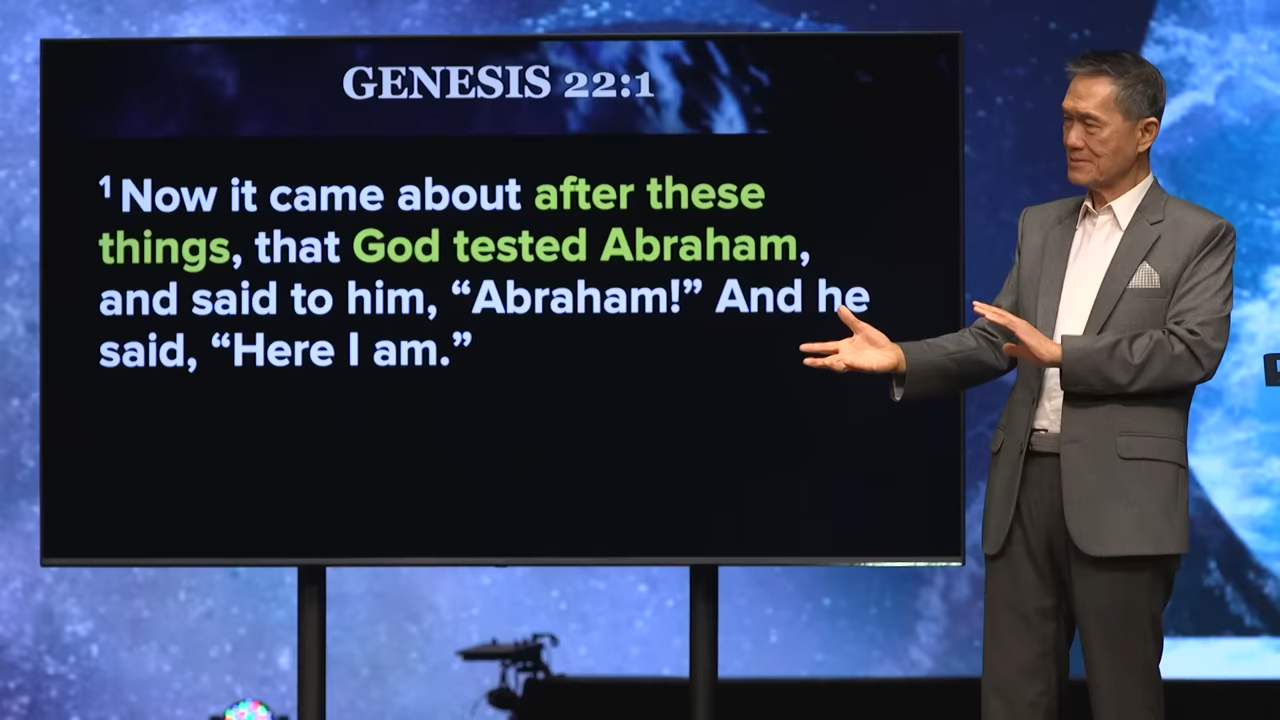 GENESIS 22:1
¹ Now it came about after these
things, that God tested Abraham,
and said to him, “Abraham!” And he
said, “Here I am.”